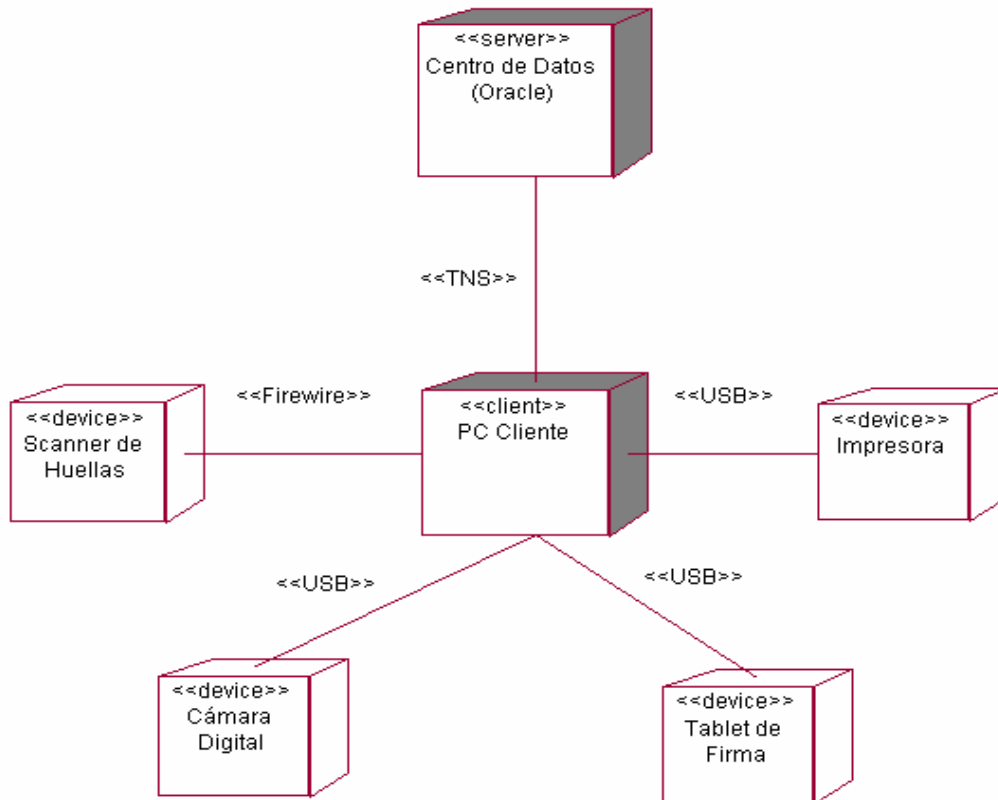 <<server>>
Centro de Datos
(Oracle)
<<TNS>>
<<Firewire>>
<<USB>>
<<device>>
Scanner de
Huellas
<<client>>
PC Cliente
<<device>>
Impresora
<<USB>>
<<USB>>
<<device>>
Cámara
Digital
<<device>>
Tablet de
Firma